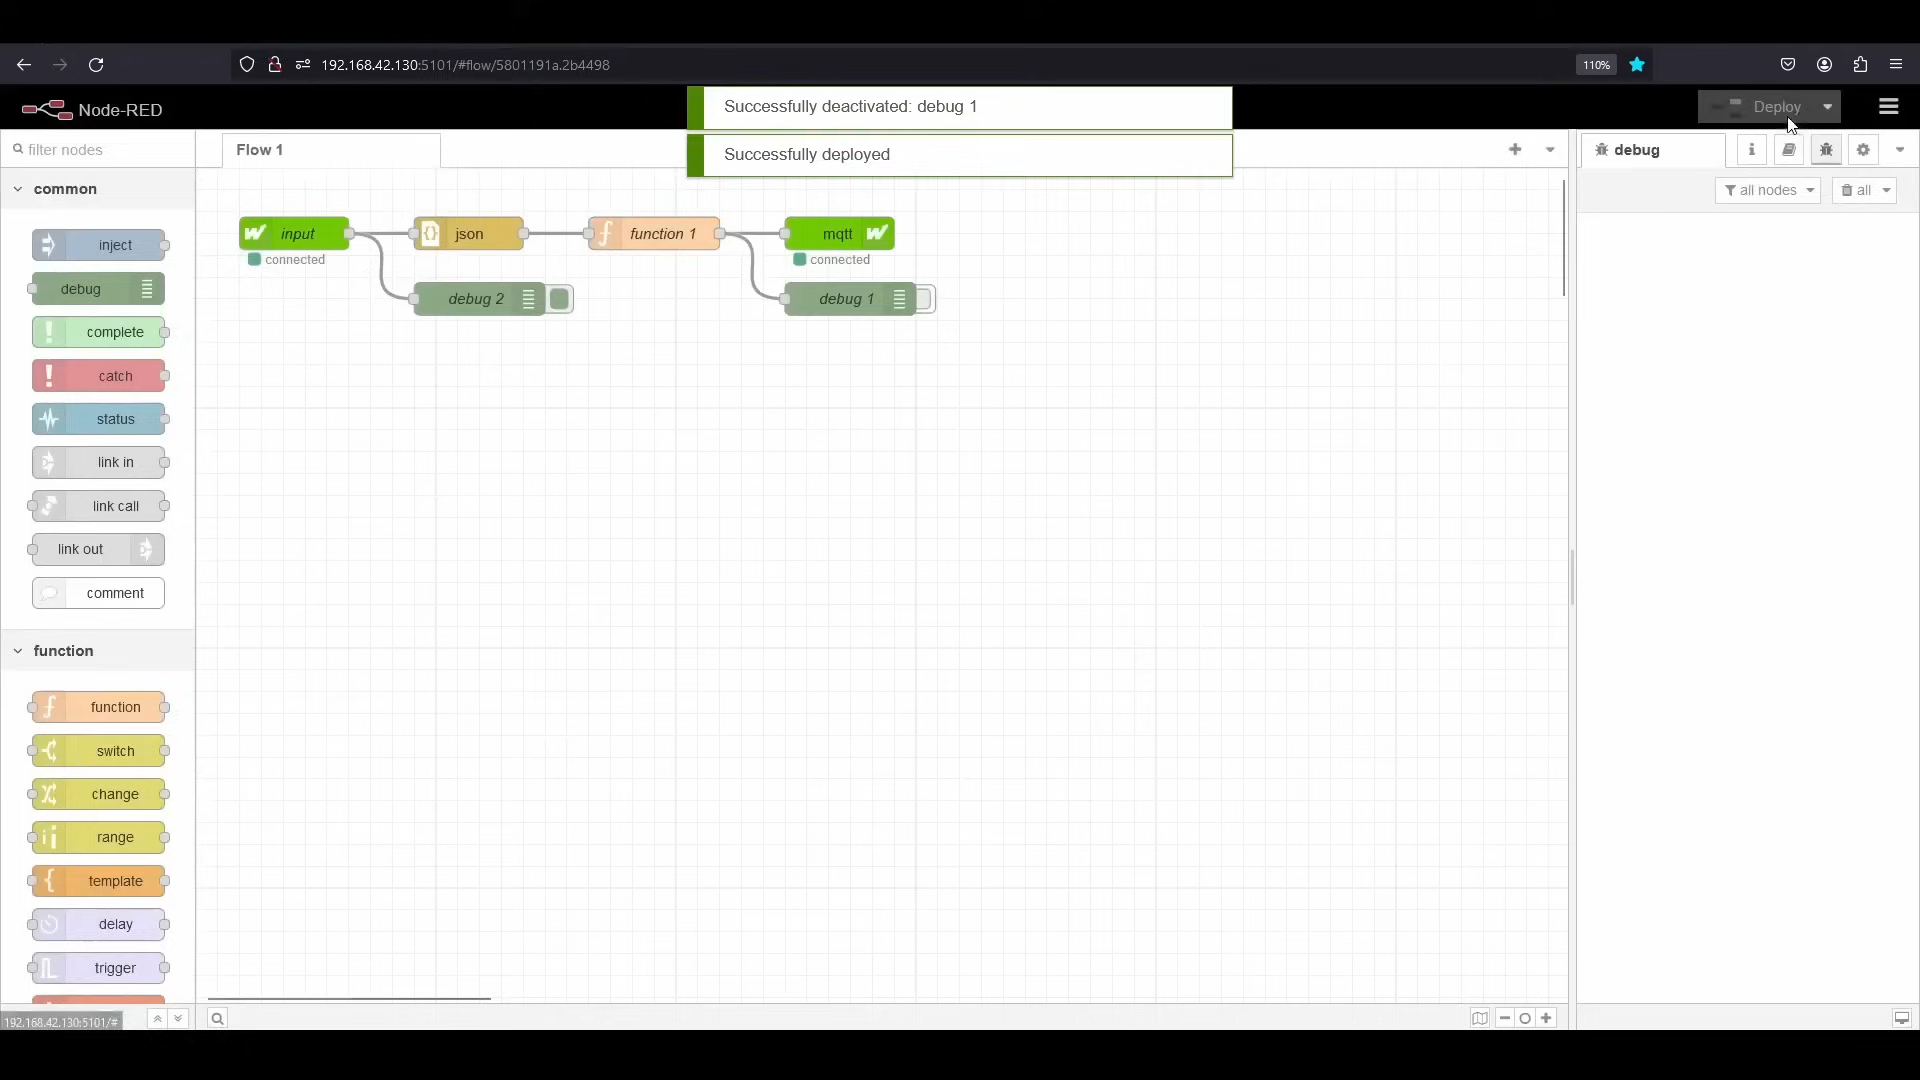 192.168.42.130:5101/#flow/5801191a.2b4498
110%
Node-RED
Successfully deactivated: debug 1
Deploy
filter nodes
Flow 1
Successfully deployed
debug
common
all nodes
all
input
json
function 1
mqtt
connected
connected
debug 2
debug 1
inject
debug
complete
catch
status
link in
link call
link out
comment
function
function
switch
change
range
template
delay
trigger
192.168.42.130:5101/#